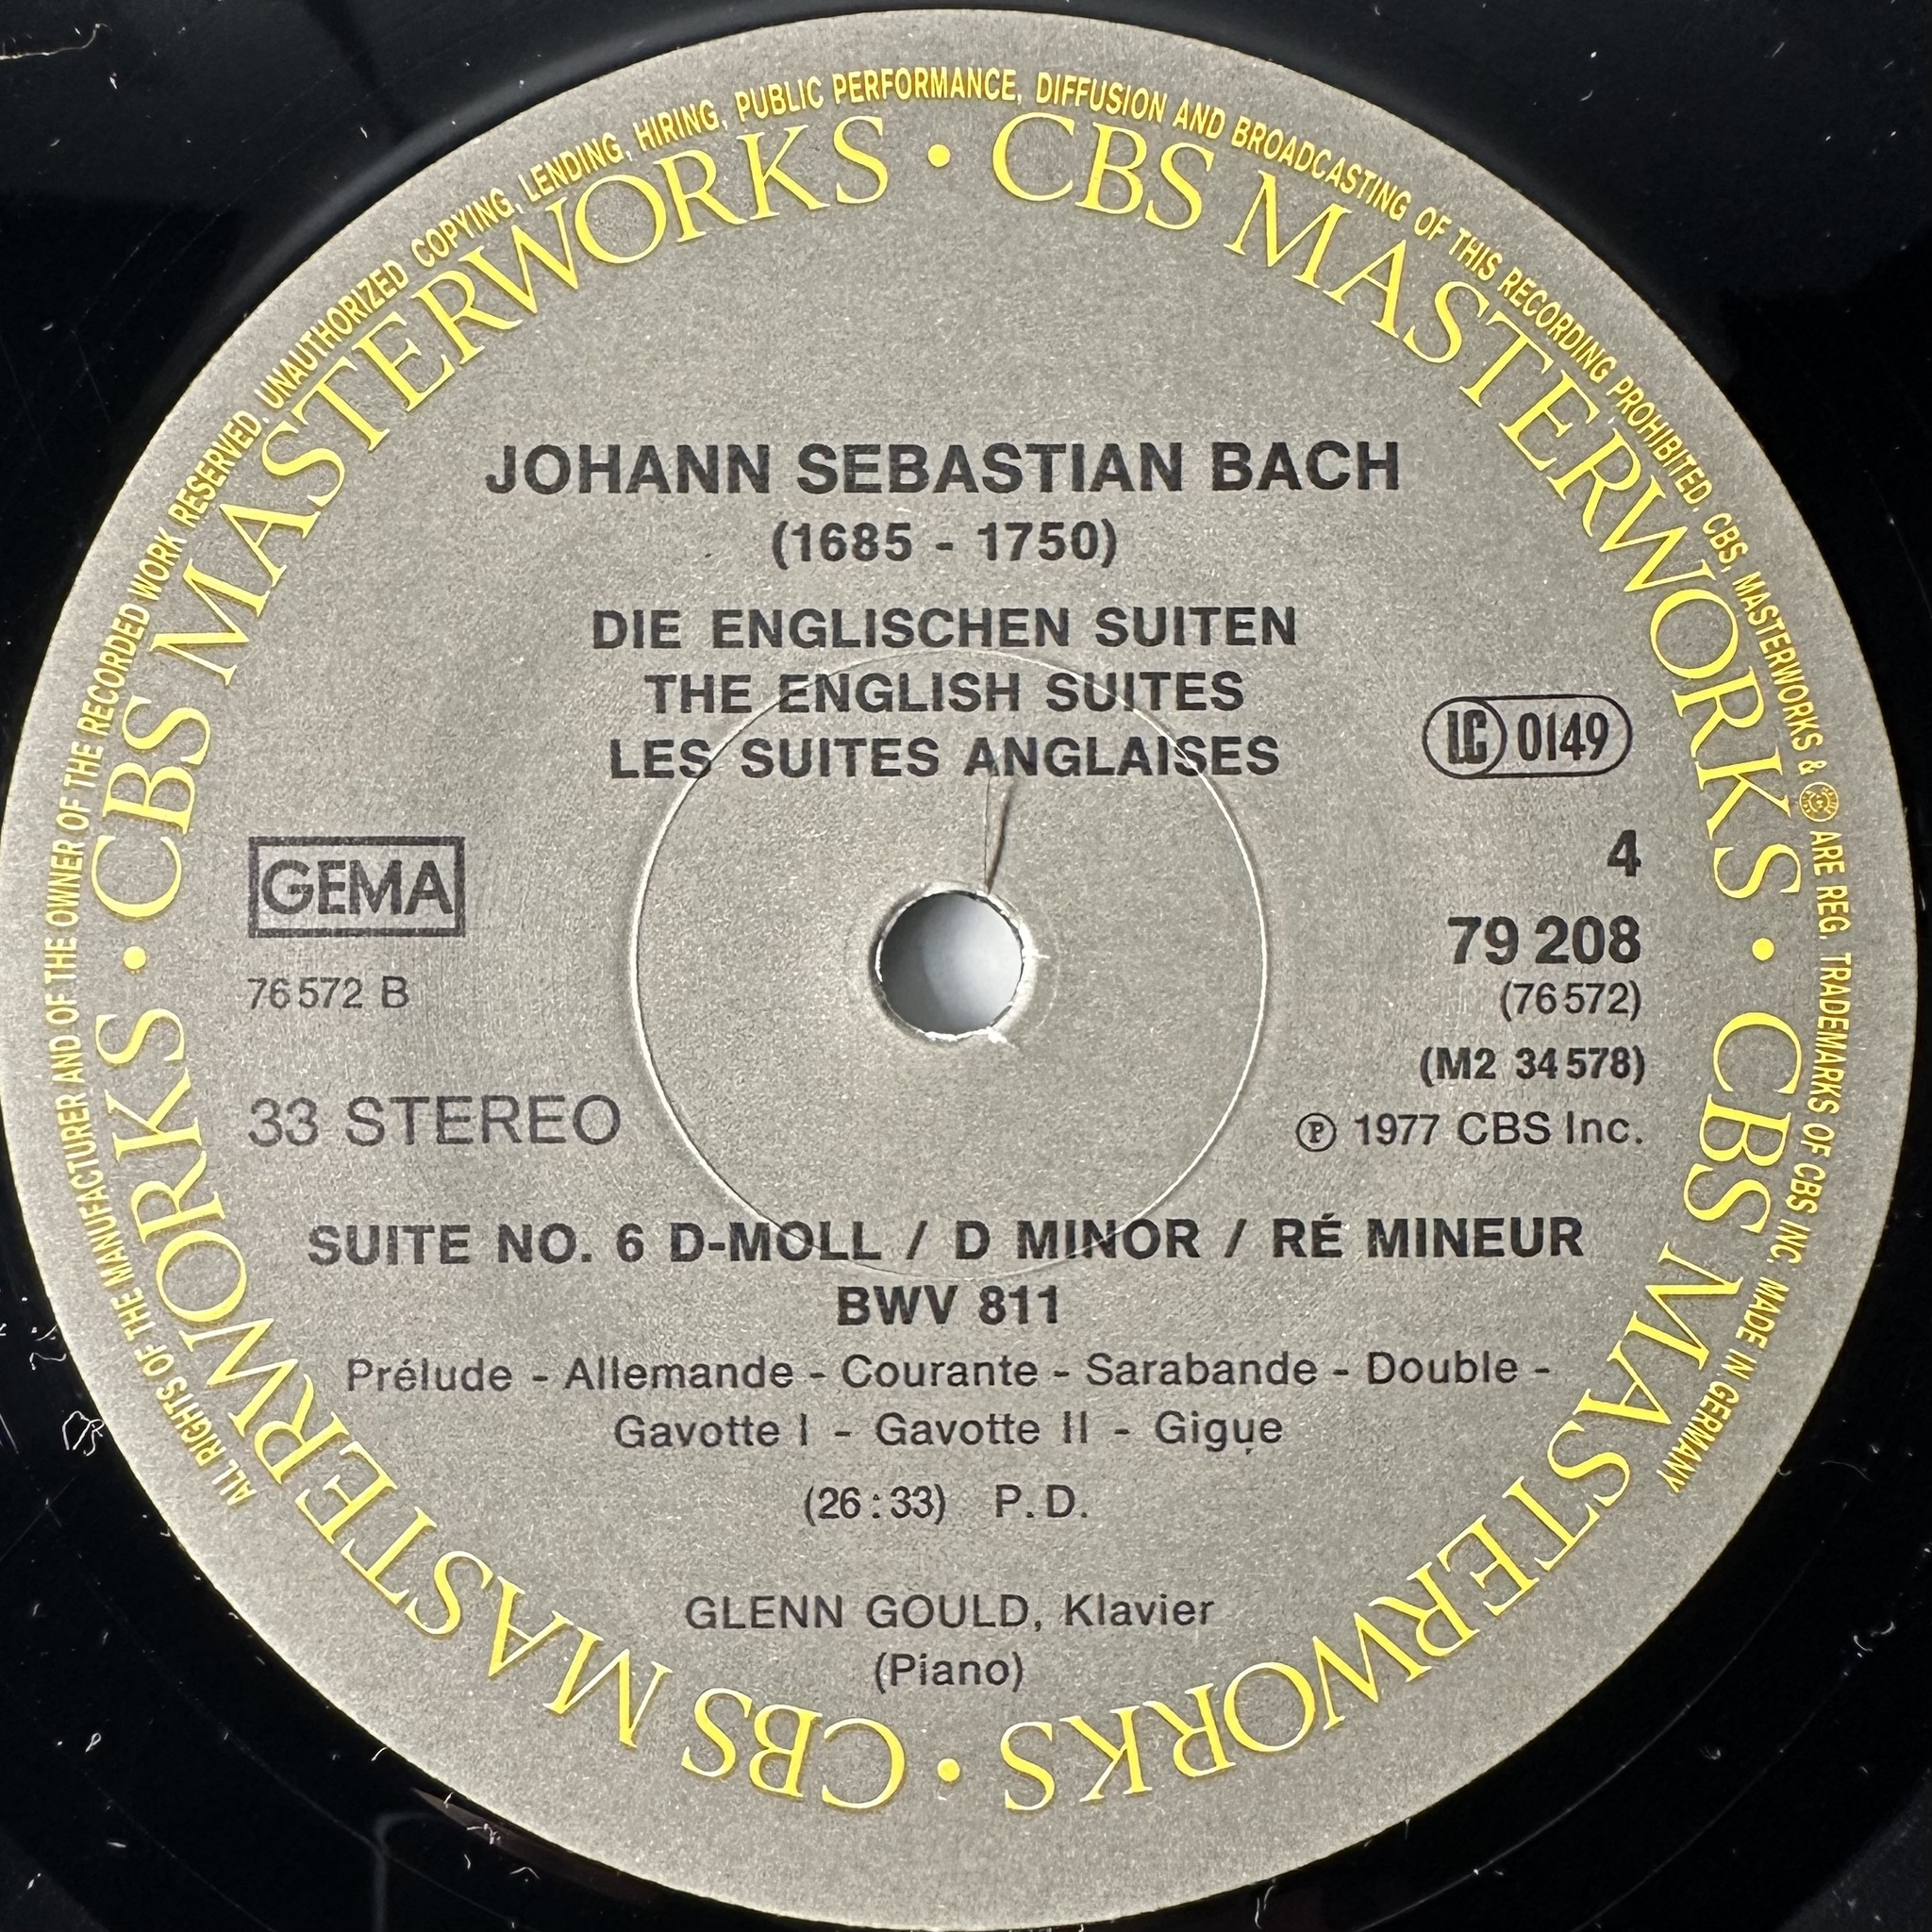 ALL RIGHTS OF THE MANUFACTURER AND OF THE OWNER OF THE RECORDED WORK RESERVED. UNAUTHORIZED COPYING, LENDING, HIRING, PUBLIC PERFORMANCE, DIFFUSION AND BROADCASTING OF THIS RECORDING PROHIBITED. CBS, MASTERWORKS & ARE REG. TRADEMARKS OF CBS INC. MADE IN GERMANY
CBS MASTERWORKS • CBS MASTERWORKS • CBS MASTERWORKS • CBS MASTERWORKS •
JOHANN SEBASTIAN BACH
(1685 - 1750)
DIE ENGLISCHEN SUITEN
THE ENGLISH SUITES
LES SUITES ANGLAISES
LC 0149
GEMA
4
79 208
76 572 B
(76 572)
(M2 34 578)
33 STEREO
℗ 1977 CBS Inc.
SUITE NO. 6 D-MOLL / D MINOR / RÉ MINEUR
BWV 811
Prélude - Allemande - Courante - Sarabande - Double -
Gavotte I - Gavotte II - Gigue
(26:33) P.D.
GLENN GOULD, Klavier
(Piano)